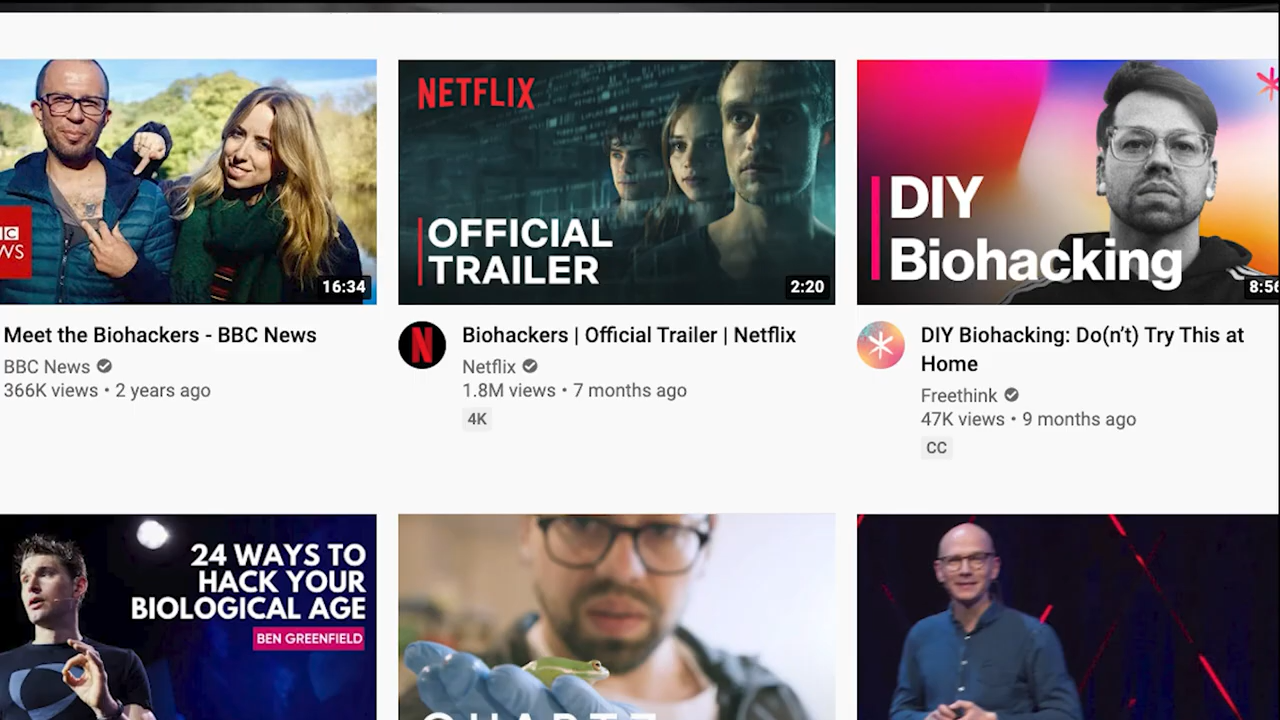 NETFLIX
OFFICIAL
TRAILER
DIY
Biohacking
16:34
2:20
8:56
Meet the Biohackers - BBC News
BBC News
366K views • 2 years ago
Biohackers | Official Trailer | Netflix
Netflix
1.8M views • 7 months ago
4K
DIY Biohacking: Do(n’t) Try This at
Home
Freethink
47K views • 9 months ago
CC
24 WAYS TO
HACK YOUR
BIOLOGICAL AGE
BEN GREENFIELD